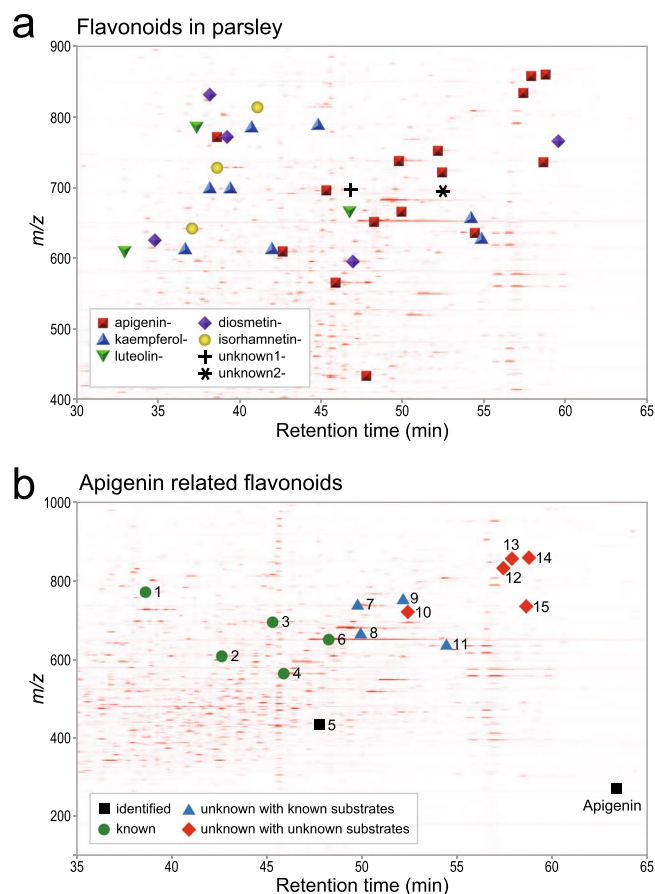 a Flavonoids in parsley
900
800
700
600
500
400
m/z
apigenin- diosmetin-
kaempferol- isorhamnetin-
luteolin- unknown1-
unknown2-
30 35 40 45 50 55 60 65
Retention time (min)
b Apigenin related flavonoids
1000
800
600
400
200
m/z
13
14
12
1
7 9
10
15
3
8
6
11
2
4
5
Apigenin
identified unknown with known substrates
known unknown with unknown substrates
35 40 45 50 55 60 65
Retention time (min)